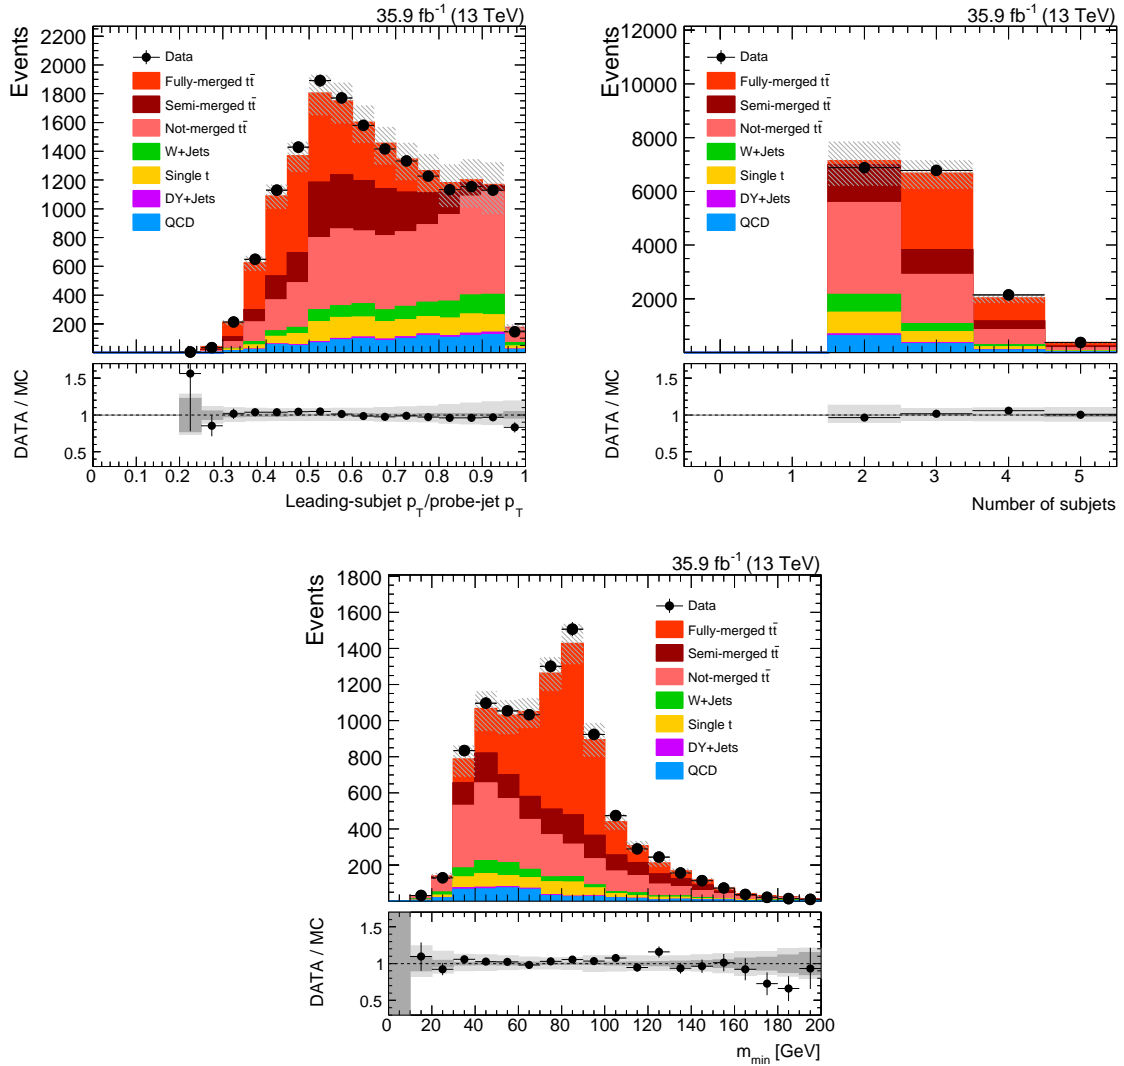 35.9 fb⁻¹ (13 TeV)
Events
2200
2000
1800
1600
1400
1200
1000
800
600
400
200
Data
Fully-merged tt̄
Semi-merged tt̄
Not-merged tt̄
W+Jets
Single t
DY+Jets
QCD
DATA / MC
1.5
1
0.5
0 0.1 0.2 0.3 0.4 0.5 0.6 0.7 0.8 0.9 1
Leading-subjet p_T/probe-jet p_T
35.9 fb⁻¹ (13 TeV)
Events
12000
10000
8000
6000
4000
2000
Data
Fully-merged tt̄
Semi-merged tt̄
Not-merged tt̄
W+Jets
Single t
DY+Jets
QCD
DATA / MC
1.5
1
0.5
0 1 2 3 4 5
Number of subjets
35.9 fb⁻¹ (13 TeV)
Events
1800
1600
1400
1200
1000
800
600
400
200
Data
Fully-merged tt̄
Semi-merged tt̄
Not-merged tt̄
W+Jets
Single t
DY+Jets
QCD
DATA / MC
1.5
1
0.5
0 20 40 60 80 100 120 140 160 180 200
m_min [GeV]